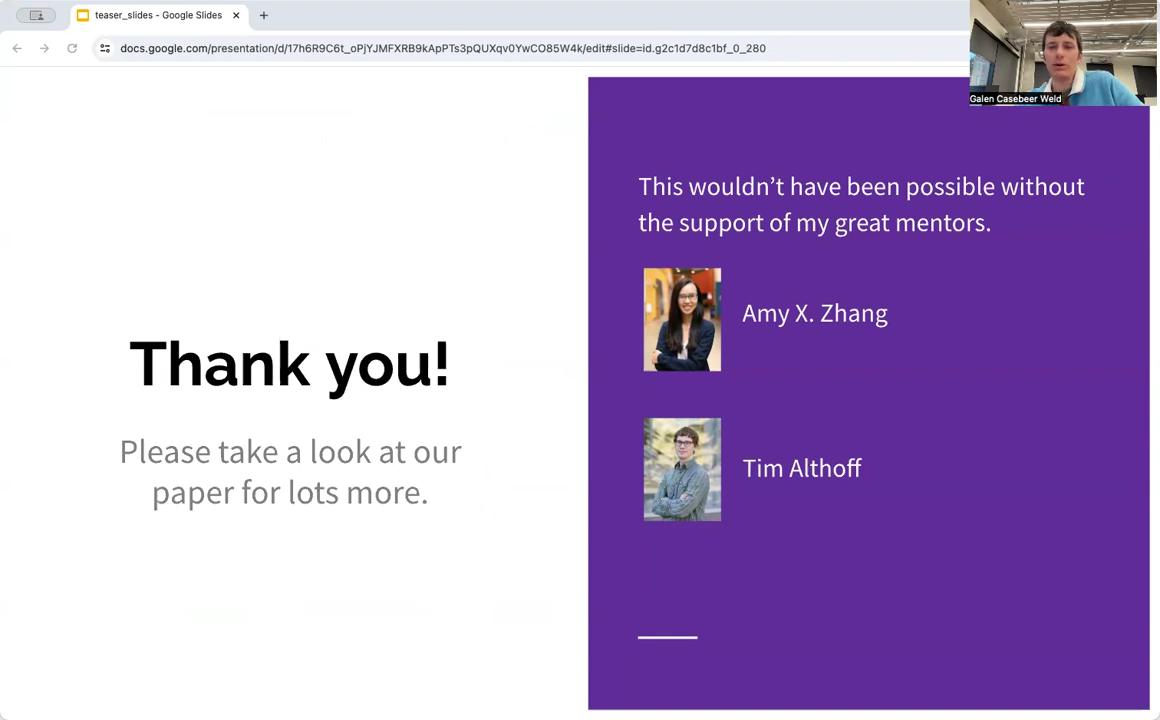 teaser_slides - Google Slides
docs.google.com/presentation/d/17h6R9C6t_oPjYJMFXRB9kApPTs3pQUXqv0YwCO85W4k/edit#slide=id.g2c1d7d8c1bf_0_280
Galen Casebeer Weld
Thank you!
Please take a look at our
paper for lots more.
This wouldn’t have been possible without
the support of my great mentors.
Amy X. Zhang
Tim Althoff